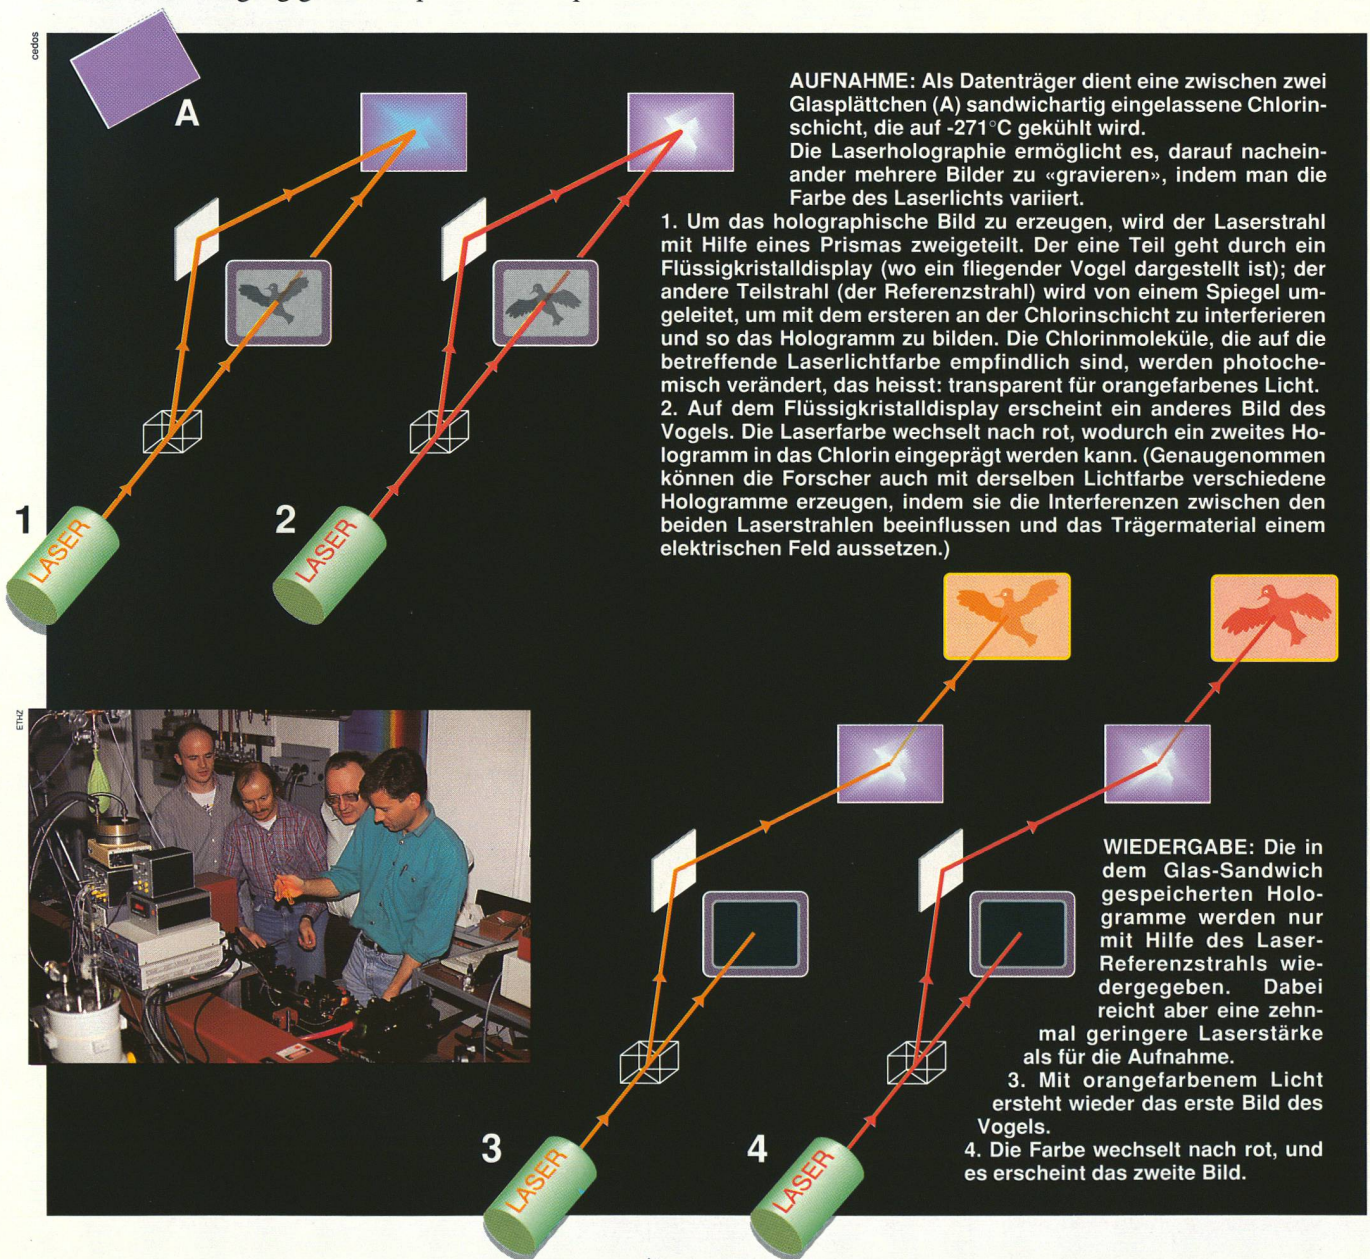 cedos
A
AUFNAHME: Als Datenträger dient eine zwischen zwei
Glasplättchen (A) sandwichartig eingelassene Chlorin-
schicht, die auf -271°C gekühlt wird.
Die Laserholographie ermöglicht es, darauf nachein-
ander mehrere Bilder zu «gravieren», indem man die
Farbe des Laserlichts variiert.
1. Um das holographische Bild zu erzeugen, wird der Laserstrahl
mit Hilfe eines Prismas zweigeteilt. Der eine Teil geht durch ein
Flüssigkristalldisplay (wo ein fliegender Vogel dargestellt ist); der
andere Teilstrahl (der Referenzstrahl) wird von einem Spiegel um-
geleitet, um mit dem ersteren an der Chlorinschicht zu interferieren
und so das Hologramm zu bilden. Die Chlorinmoleküle, die auf die
betreffende Laserlichtfarbe empfindlich sind, werden photoche-
misch verändert, das heisst: transparent für orangefarbenes Licht.
2. Auf dem Flüssigkristalldisplay erscheint ein anderes Bild des
Vogels. Die Laserfarbe wechselt nach rot, wodurch ein zweites Ho-
logramm in das Chlorin eingeprägt werden kann. (Genaugenommen
können die Forscher auch mit derselben Lichtfarbe verschiedene
Hologramme erzeugen, indem sie die Interferenzen zwischen den
beiden Laserstrahlen beeinflussen und das Trägermaterial einem
elektrischen Feld aussetzen.)
1
LASER
2
LASER
ETHZ
WIEDERGABE: Die in
dem Glas-Sandwich
gespeicherten Holo-
gramme werden nur
mit Hilfe des Laser-
Referenzstrahls wie-
dergegeben. Dabei
reicht aber eine zehn-
mal geringere Laserstärke
als für die Aufnahme.
3. Mit orangefarbenem Licht
ersteht wieder das erste Bild des
Vogels.
4. Die Farbe wechselt nach rot, und
es erscheint das zweite Bild.
3
LASER
4
LASER